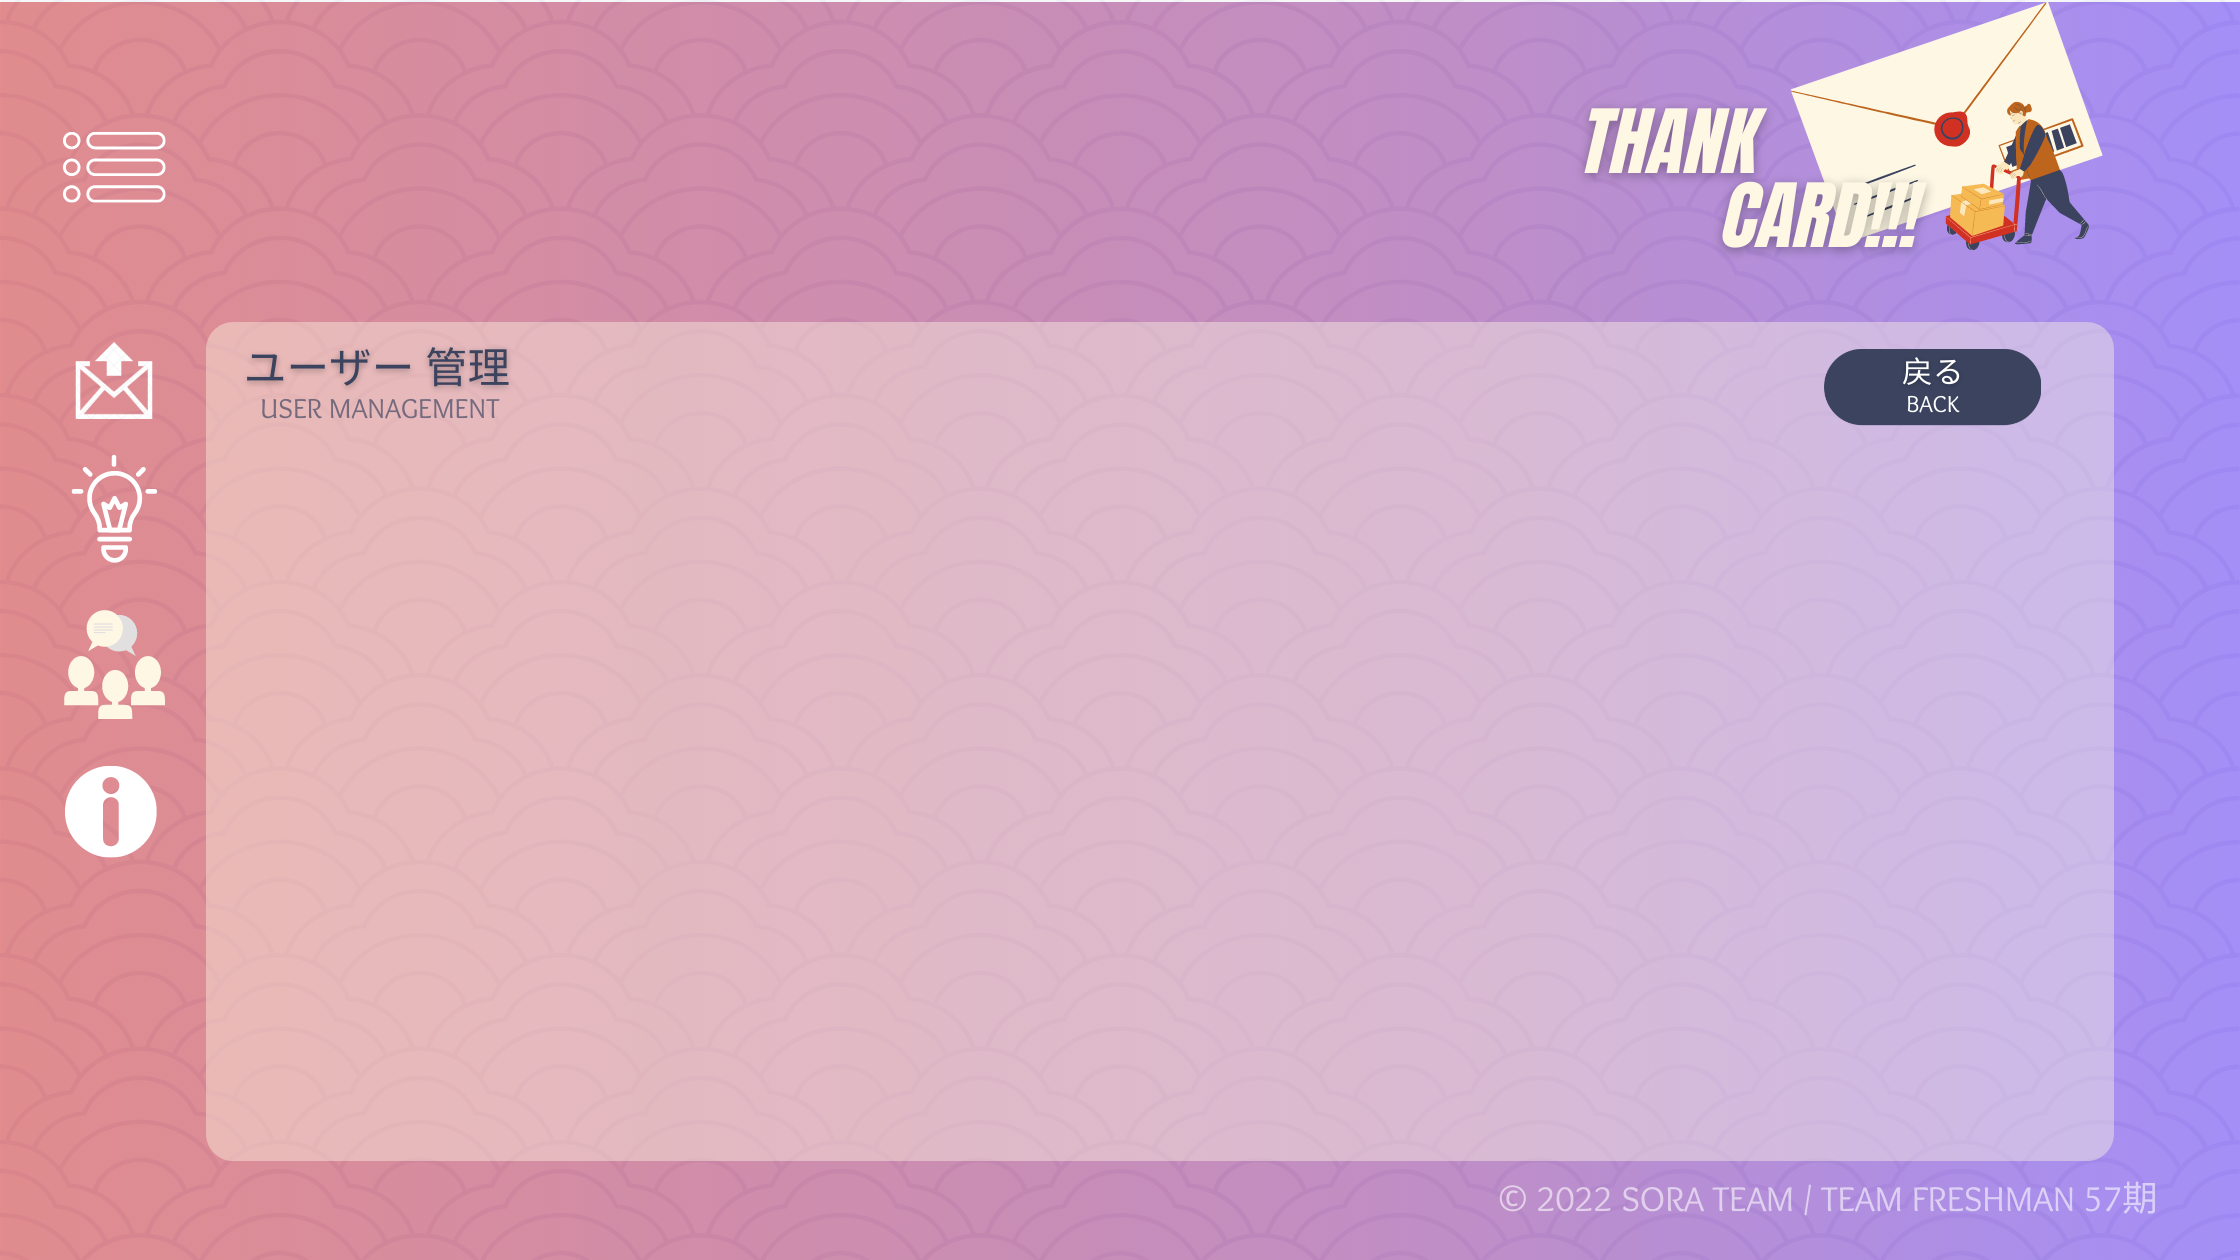 THANK
CARD!!!
ユーザー 管理
USER MANAGEMENT
戻る
BACK
© 2022 SORA TEAM / TEAM FRESHMAN 57期